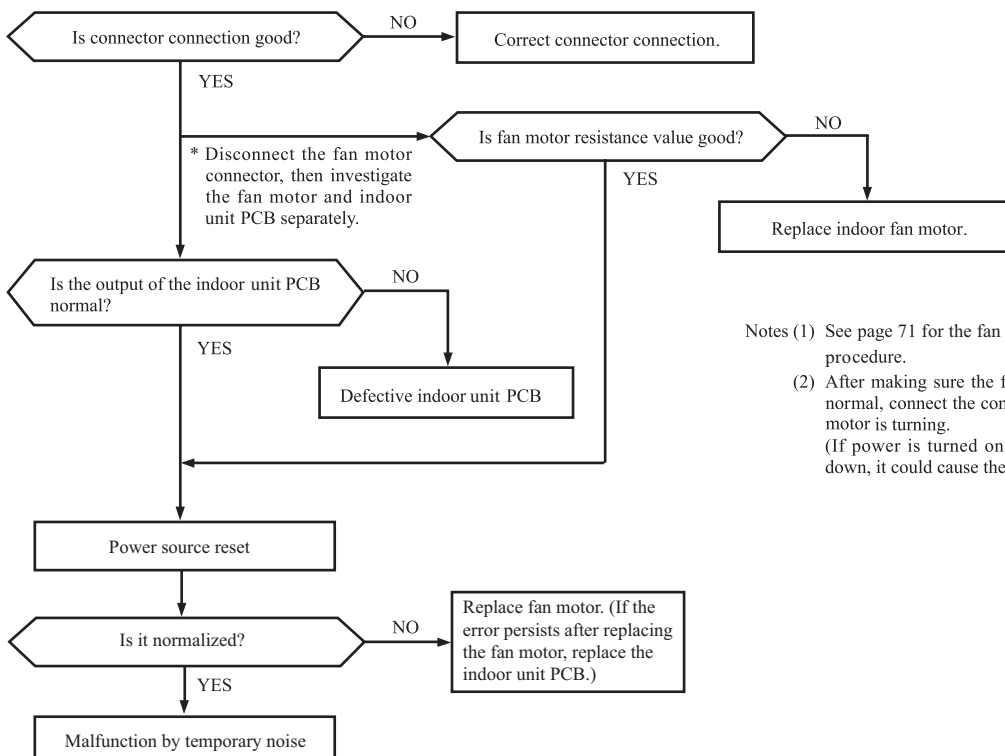 Is connector connection good?
NO
Correct connector connection.
YES
Is fan motor resistance value good?
NO
* Disconnect the fan motor
connector, then investigate
the fan motor and indoor
unit PCB separately.
YES
Replace indoor fan motor.
Is the output of the indoor unit PCB
normal?
NO
YES
Defective indoor unit PCB
Notes (1) See page 71 for the fan
procedure.
(2) After making sure the
normal, connect the
motor is turning.
(If power is turned on
down, it could cause the
Power source reset
Is it normalized?
NO
Replace fan motor. (If the
error persists after replacing
the fan motor, replace the
indoor unit PCB.)
YES
Malfunction by temporary noise